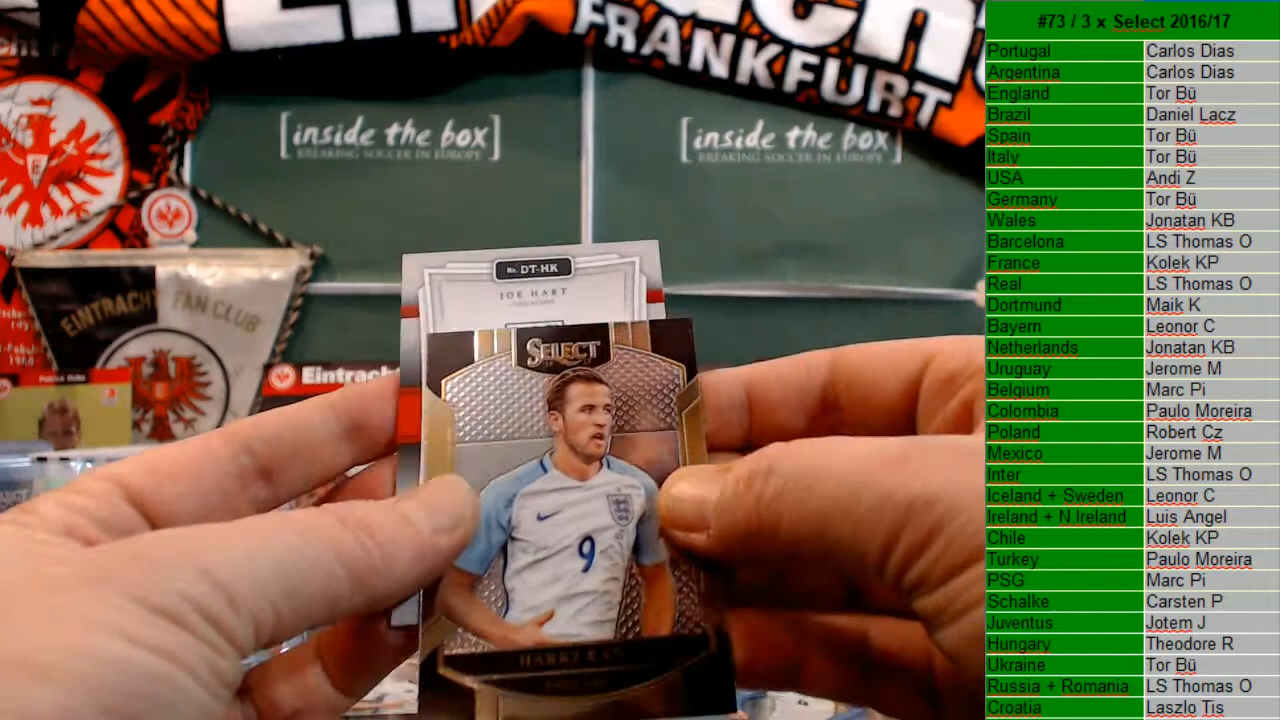 FRANKFURT
[inside the box]
BREAKING SOCCER IN EUROPE
[inside the box]
BREAKING SOCCER IN EUROPE
EINTRACHT FAN CLUB
Eintracht
No. DT-HK
JOE HART
SELECT
9
HARRY KAN
#73 / 3 x Select 2016/17
Portugal Carlos Dias
Argentina Carlos Dias
England Tor Bü
Brazil Daniel Lacz
Spain Tor Bü
Italy Tor Bü
USA Andi Z
Germany Tor Bü
Wales Jonatan KB
Barcelona LS Thomas O
France Kolek KP
Real LS Thomas O
Dortmund Maik K
Bayern Leonor C
Netherlands Jonatan KB
Uruguay Jerome M
Belgium Marc Pi
Colombia Paulo Moreira
Poland Robert Cz
Mexico Jerome M
Inter LS Thomas O
Iceland + Sweden Leonor C
Ireland + N.Ireland Luis Angel
Chile Kolek KP
Turkey Paulo Moreira
PSG Marc Pi
Schalke Carsten P
Juventus Jotem J
Hungary Theodore R
Ukraine Tor Bü
Russia + Romania LS Thomas O
Croatia Laszlo Tis